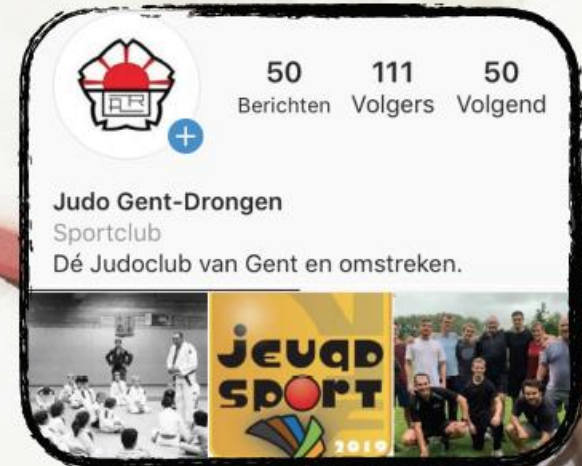 50 111 50
Berichten Volgers Volgend
Judo Gent-Drongen
Sportclub
Dé Judoclub van Gent en omstreken.
JEUGD
SPORT
2019